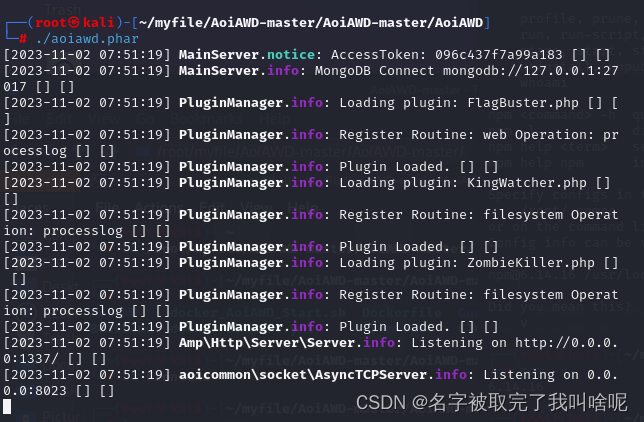 ┌──(root㉿kali)-[~/myfile/AoiAWD-master/AoiAWD-master/AoiAWD]
└─# ./aoiawd.phar
[2023-11-02 07:51:19] MainServer.notice: AccessToken: 096c437f7a99a183 [] []
[2023-11-02 07:51:19] MainServer.info: MongoDB Connect mongodb://127.0.0.1:27
017 [] []
[2023-11-02 07:51:19] PluginManager.info: Loading plugin: FlagBuster.php [] [
]
[2023-11-02 07:51:19] PluginManager.info: Register Routine: web Operation: pr
ocesslog [] []
[2023-11-02 07:51:19] PluginManager.info: Plugin Loaded. [] []
[2023-11-02 07:51:19] PluginManager.info: Loading plugin: KingWatcher.php []
[]
[2023-11-02 07:51:19] PluginManager.info: Register Routine: filesystem Operat
ion: processlog [] []
[2023-11-02 07:51:19] PluginManager.info: Plugin Loaded. [] []
[2023-11-02 07:51:19] PluginManager.info: Loading plugin: ZombieKiller.php []
[]
[2023-11-02 07:51:19] PluginManager.info: Register Routine: filesystem Operat
ion: processlog [] []
[2023-11-02 07:51:19] PluginManager.info: Plugin Loaded. [] []
[2023-11-02 07:51:19] Amp\Http\Server\Server.info: Listening on http://0.0.0.
0:1337/ [] []
[2023-11-02 07:51:19] aoicommon\socket\AsyncTCPServer.info: Listening on 0.0.
0.0:8023 [] []
CSDN @名字被取完了我叫啥呢